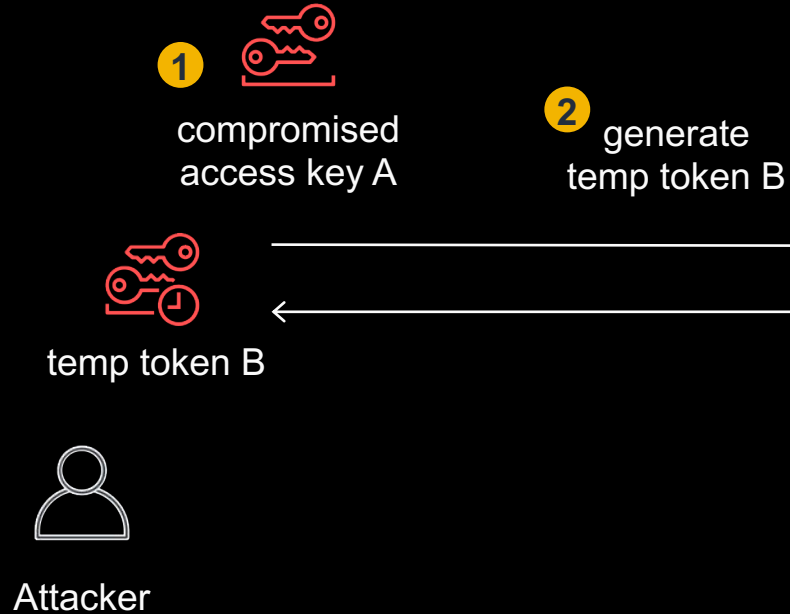 1
compromised
access key A
2
generate
temp token B
temp token B
Attacker